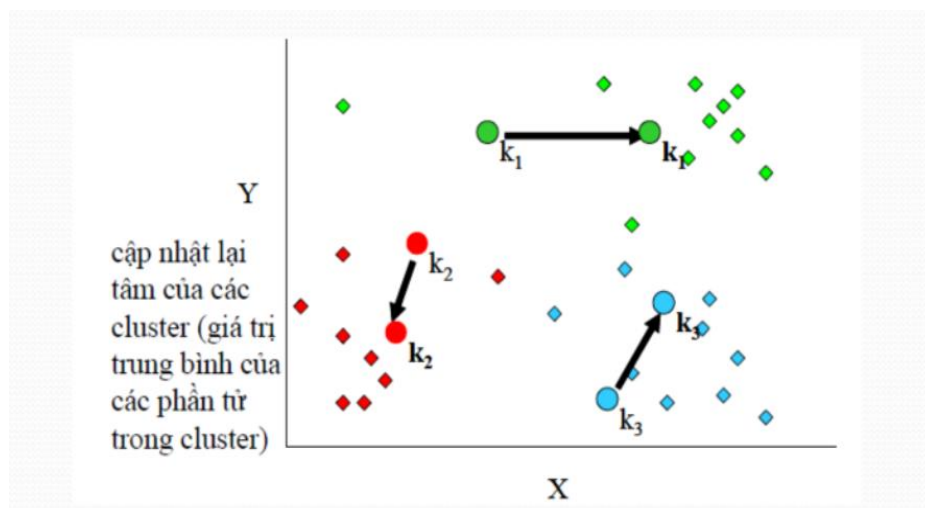 k₁
k₁
Y
cập nhật lại
tâm của các
cluster (giá trị
trung bình của
các phần tử
trong cluster)
k₂
k₂
k₃
k₃
X